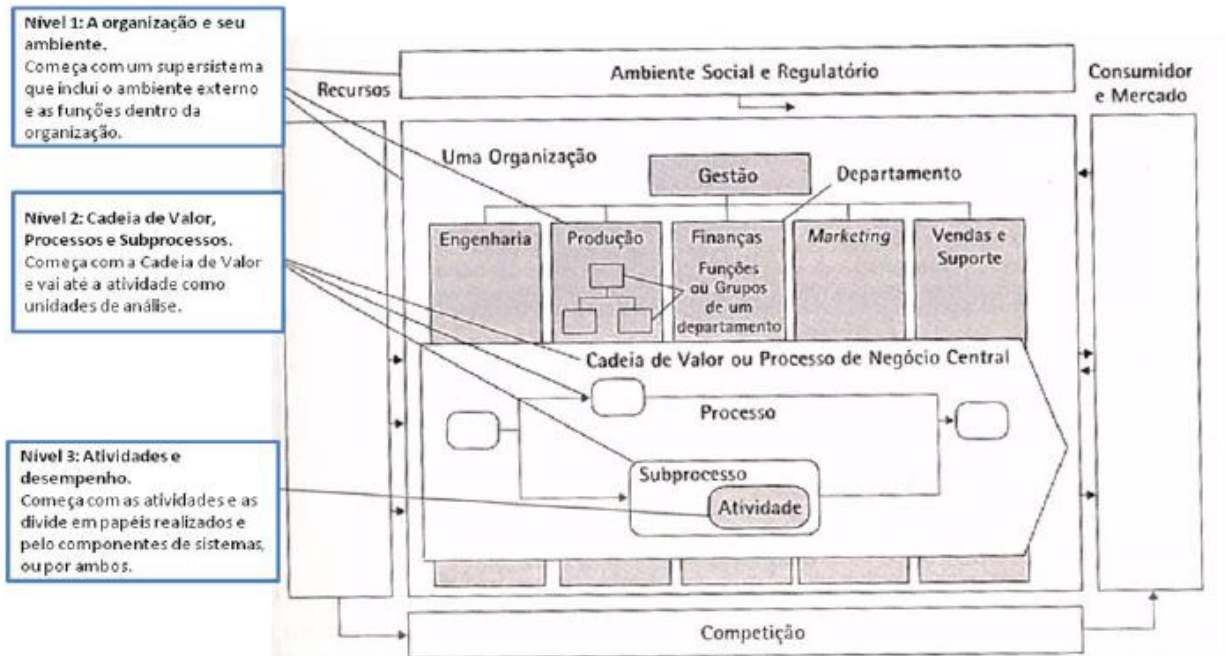 Nível 1: A organização e seu
ambiente.
Começa com um supersistema
que inclui o ambiente externo
e as funções dentro da
organização.
Nível 2: Cadeia de Valor,
Processos e Subprocessos.
Começa com a Cadeia de Valor
e vai até a atividade como
unidades de análise.
Nível 3: Atividades e
desempenho.
Começa com as atividades e as
divide em papéis realizados e
pelo componentes de sistemas,
ou por ambos.
Recursos
Ambiente Social e Regulatório
Consumidor
e Mercado
Uma Organização
Gestão
Departamento
Engenharia
Produção
Finanças
Funções
ou Grupos
de um
departamento
Marketing
Vendas e
Suporte
Cadeia de Valor ou Processo de Negócio Central
Processo
Subprocesso
Atividade
Competição